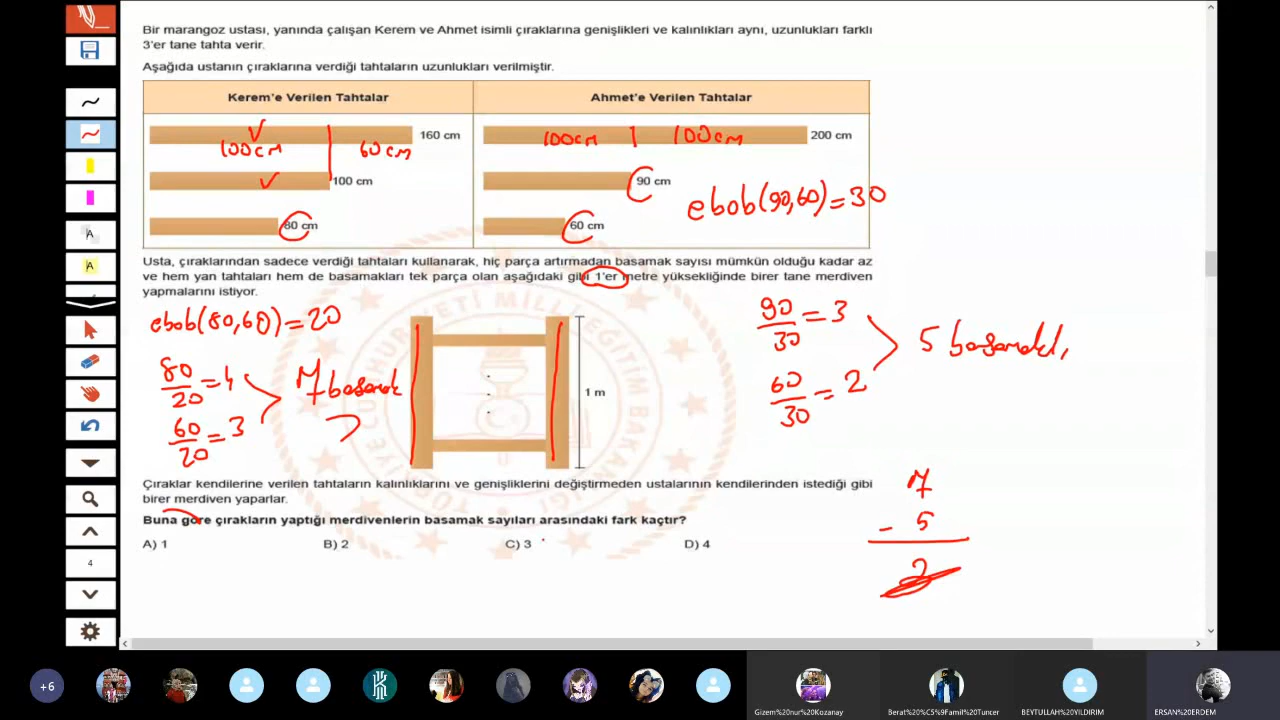 Bir marangoz ustası, yanında çalışan Kerem ve Ahmet isimli çıraklarına genişlikleri ve kalınlıkları aynı, uzunlukları farklı
3'er tane tahta verir.
Aşağıda ustanın çıraklarına verdiği tahtaların uzunlukları verilmiştir.
Kerem'e Verilen Tahtalar
Ahmet'e Verilen Tahtalar
160 cm
100cm
60 cm
100 cm
80 cm
200 cm
100cm
100cm
90 cm
60 cm
ebob(90,60)=30
Usta, çıraklarından sadece verdiği tahtaları kullanarak, hiç parça artırmadan basamak sayısı mümkün olduğu kadar az
ve hem yan tahtaları hem de basamakları tek parça olan aşağıdaki gibi 1'er metre yüksekliğinde birer tane merdiven
yapmalarını istiyor.
ebob(80,60)=20
80/20=4
60/20=3
7 basamak
1 m
90/30=3
60/30=2
5 basamak
Çıraklar kendilerine verilen tahtaların kalınlıklarını ve genişliklerini değiştirmeden ustalarının kendilerinden istediği gibi
birer merdiven yaparlar.
Buna göre çırakların yaptığı merdivenlerin basamak sayıları arasındaki fark kaçtır?
A) 1
B) 2
C) 3
D) 4
7
- 5
2
A
A
4
+6
Gizem%20nur%20Kozanay
Berat%20%C5%9Famil%20Tuncer
BEYTULLAH%20YILDIRIM
ERSAN%20ERDEM